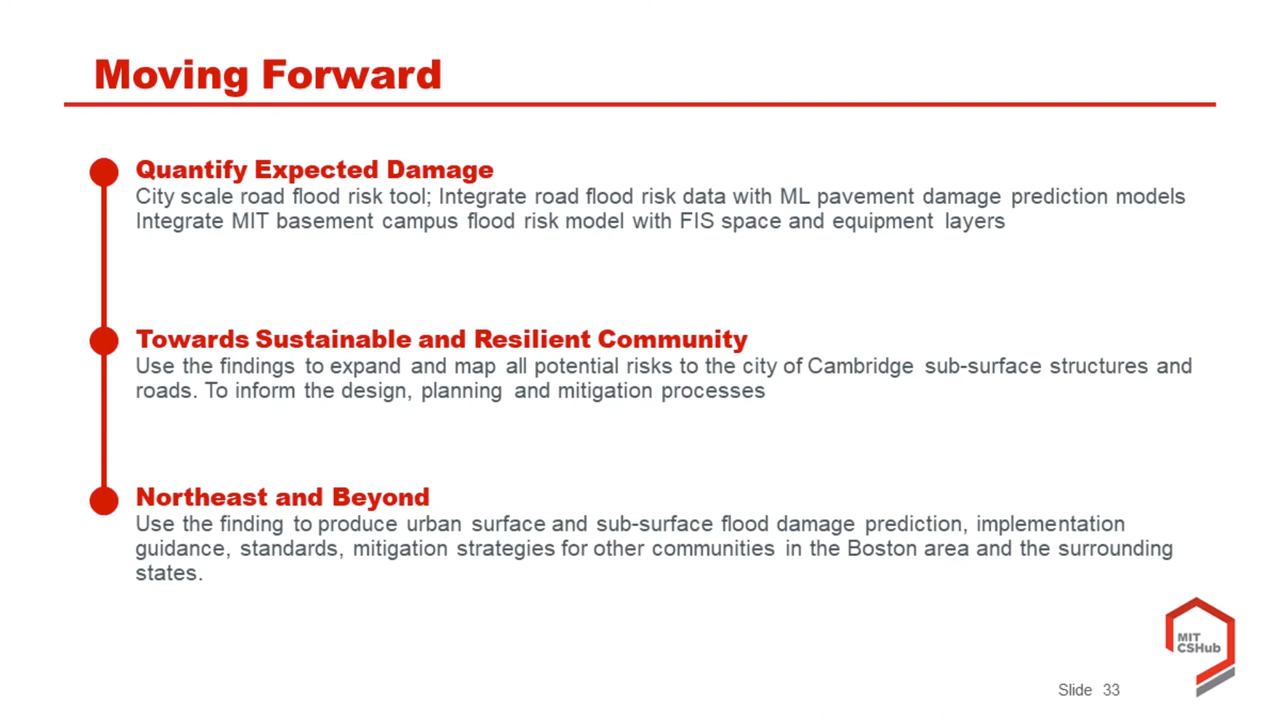 Moving Forward
Quantify Expected Damage
City scale road flood risk tool; Integrate road flood risk data with ML pavement damage prediction models
Integrate MIT basement campus flood risk model with FIS space and equipment layers
Towards Sustainable and Resilient Community
Use the findings to expand and map all potential risks to the city of Cambridge sub-surface structures and
roads. To inform the design, planning and mitigation processes
Northeast and Beyond
Use the finding to produce urban surface and sub-surface flood damage prediction, implementation
guidance, standards, mitigation strategies for other communities in the Boston area and the surrounding
states.
MIT
CSHub
Slide 33